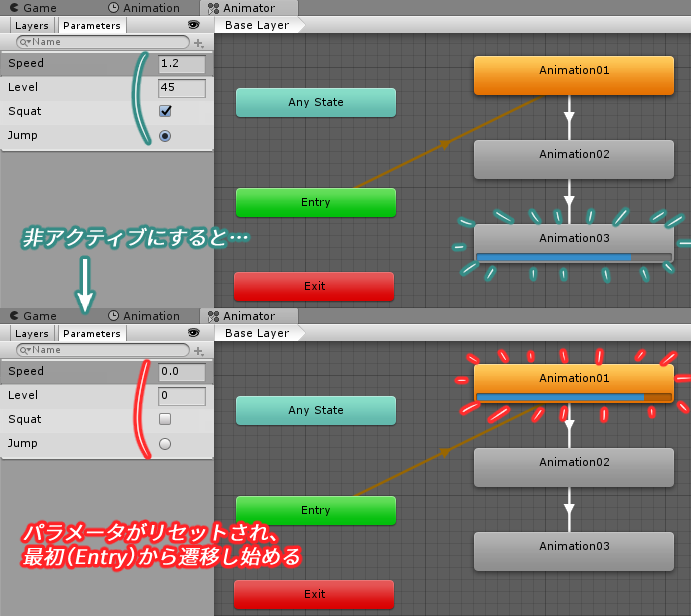 Game Animation Animator
Layers Parameters Base Layer
Name
Speed 1.2
Level 45
Squat
Jump
Any State
Entry
Exit
Animation01
Animation02
Animation03
非アクティブにすると…
Game Animation Animator
Layers Parameters Base Layer
Name
Speed 0.0
Level 0
Squat
Jump
Any State
Entry
Exit
Animation01
Animation02
Animation03
パラメータがリセットされ、
最初(Entry)から遷移し始める